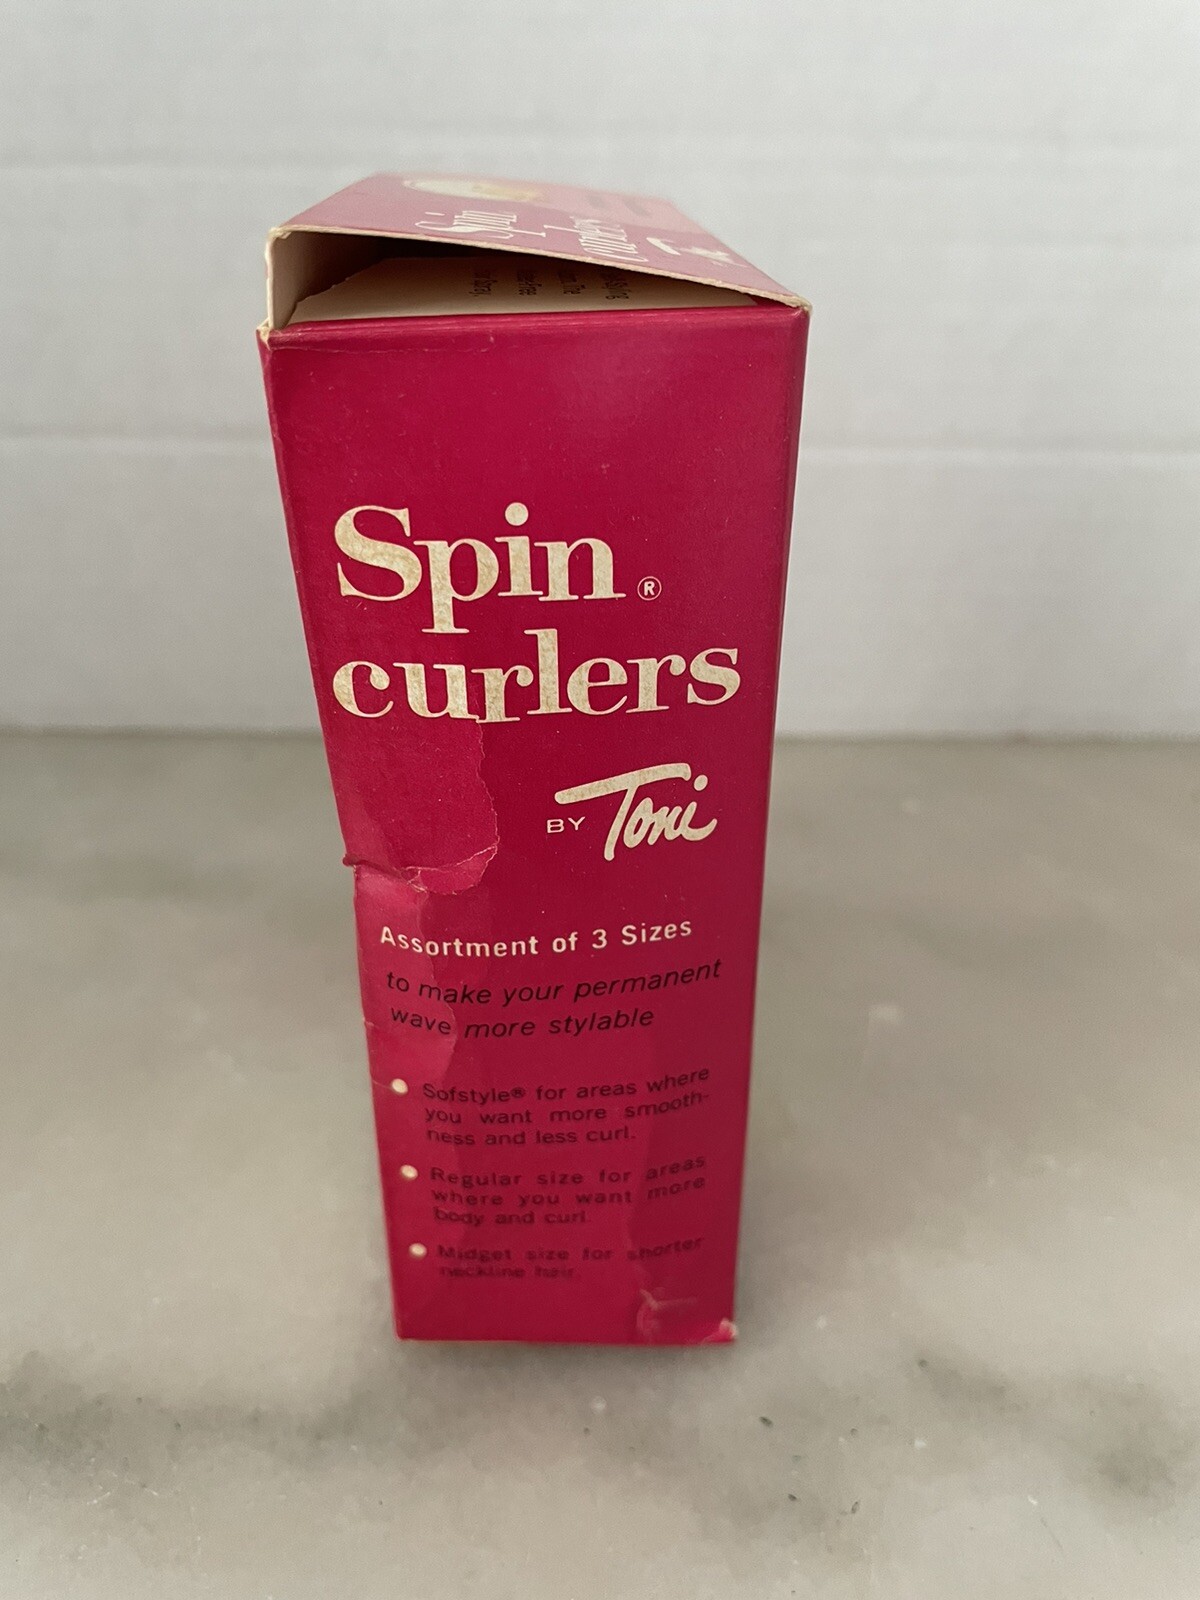 Spin
curlers
Spin®
curlers
BY Toni
Assortment of 3 Sizes
to make your permanent
wave more stylable
• Sofstyle® for areas where
you want more smooth-
ness and less curl.
• Regular size for areas
where you want more
body and curl.
• Midget size for shorter
neckline hair.